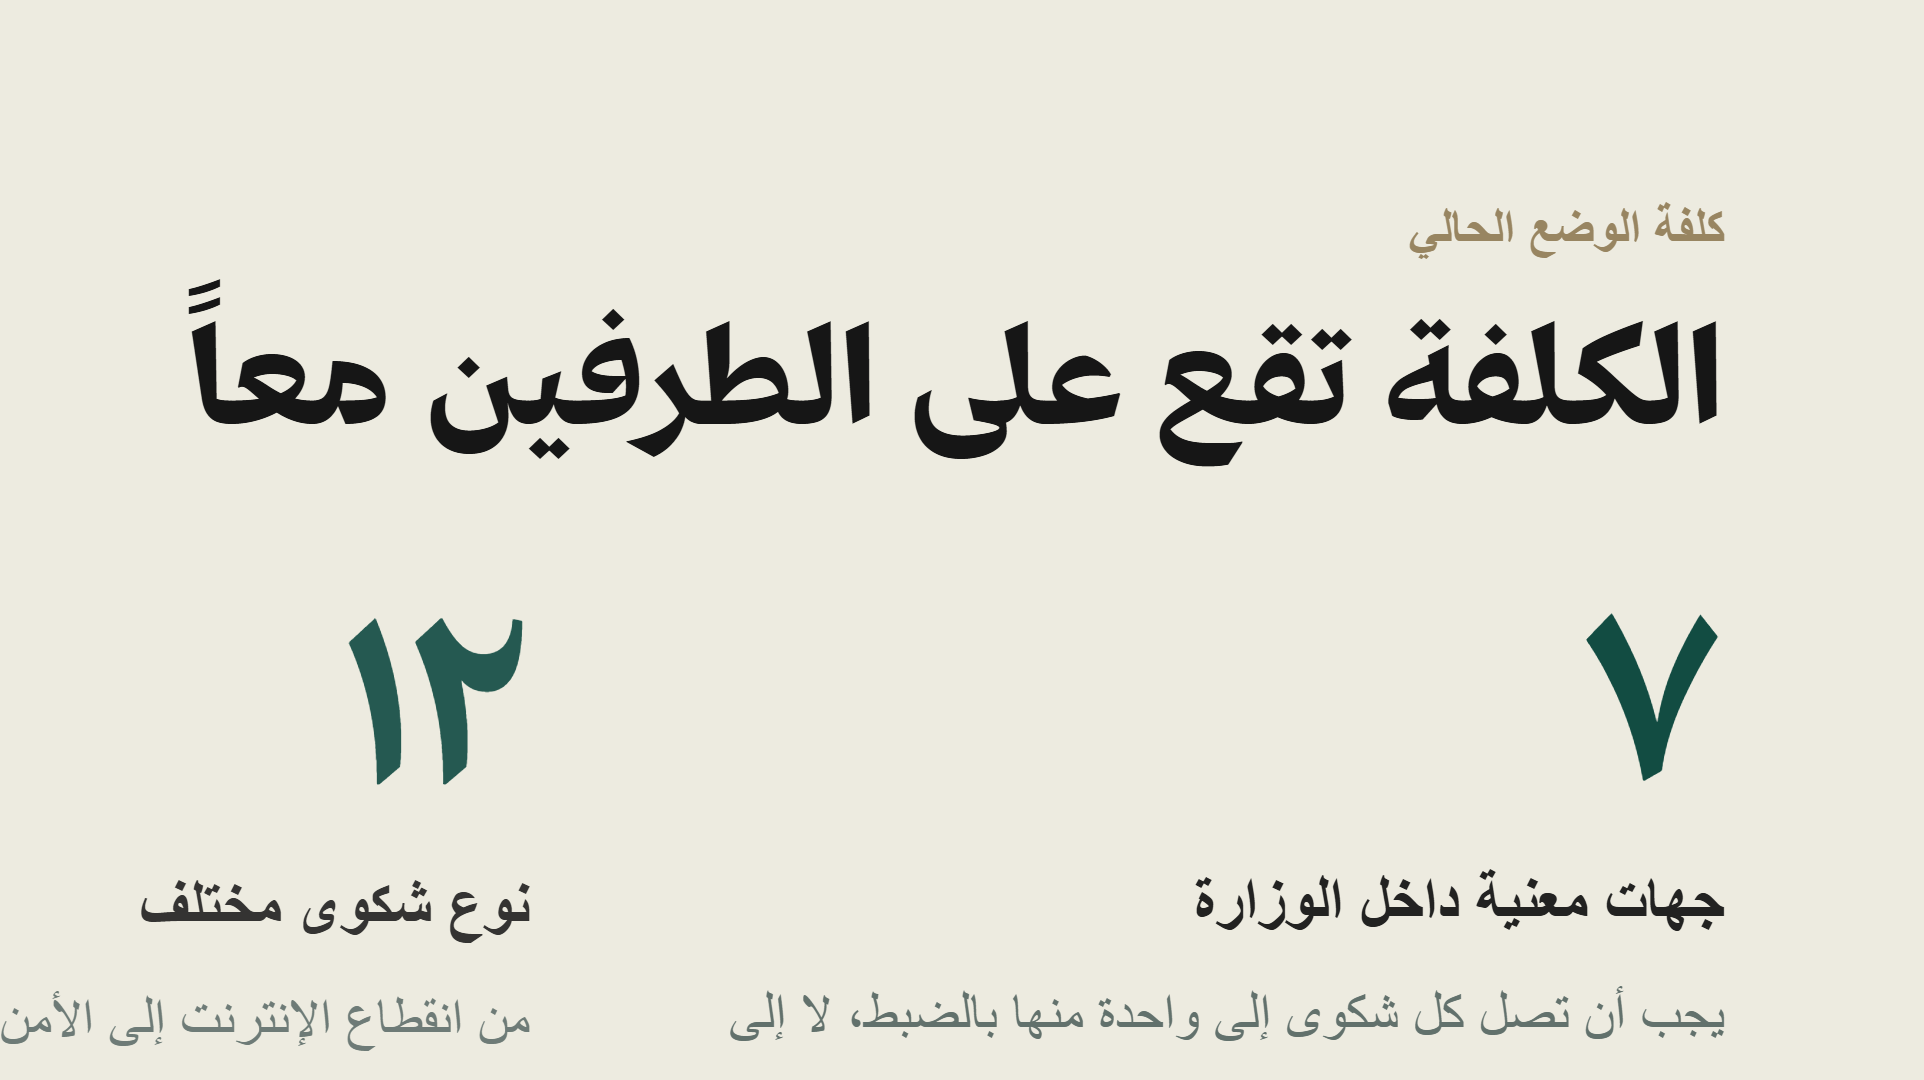 كلفة الوضع الحالي
الكلفة تقع على الطرفين معاً
٧
جهات معنية داخل الوزارة
يجب أن تصل كل شكوى إلى واحدة منها بالضبط، لا إلى
١٢
نوع شكوى مختلف
من انقطاع الإنترنت إلى الأمن